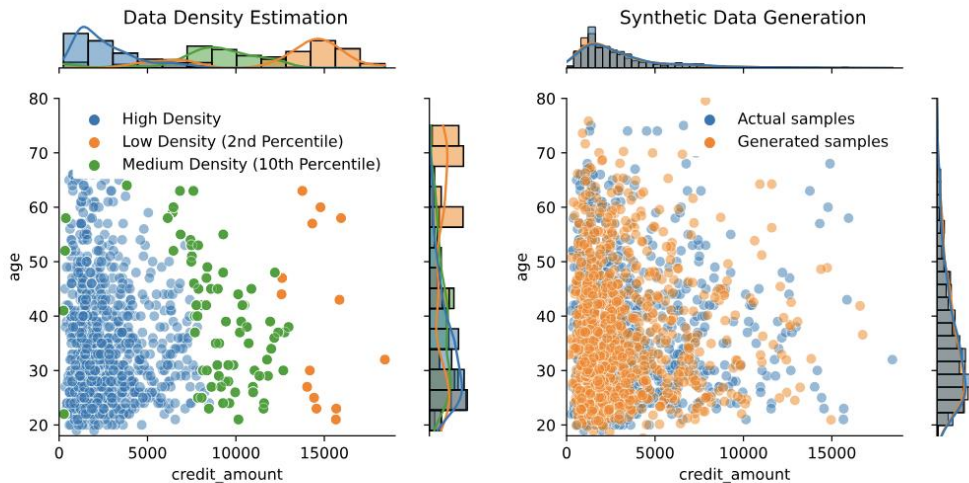 Data Density Estimation
80
70
60
50
40
30
20
age
High Density
Low Density (2nd Percentile)
Medium Density (10th Percentile)
0 5000 10000 15000
credit_amount
Synthetic Data Generation
80
70
60
50
40
30
20
age
Actual samples
Generated samples
0 5000 10000 15000
credit_amount